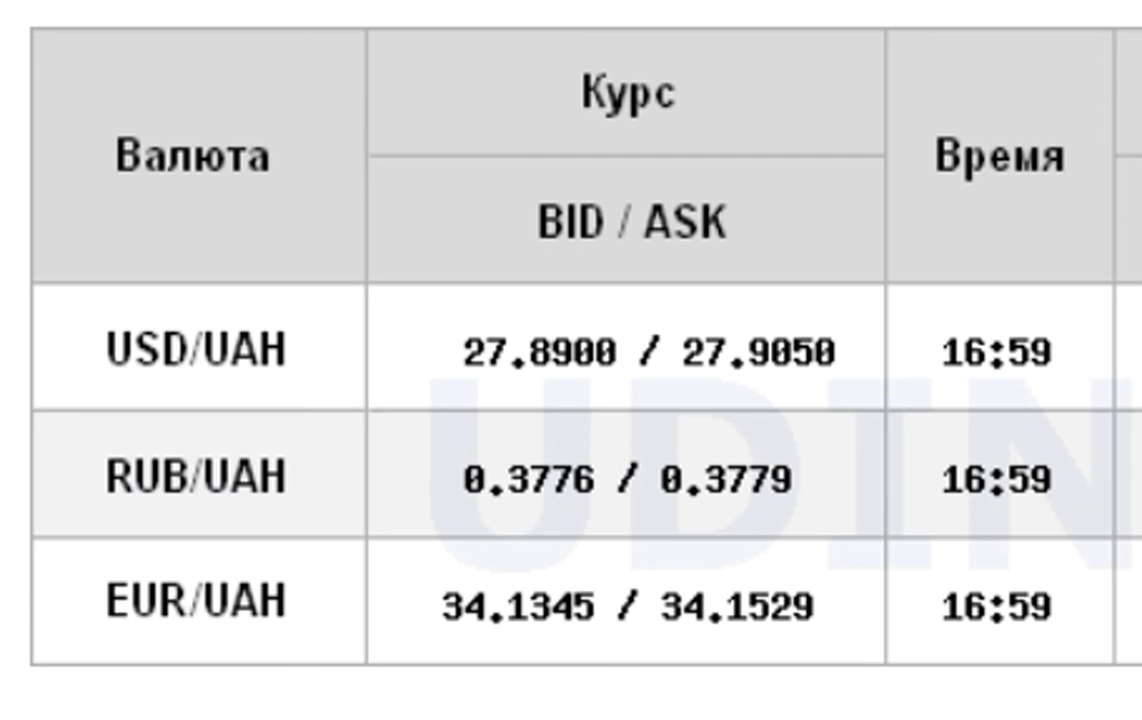 Валюта Курс Время
BID / ASK
USD/UAH 27.8900 / 27.9050 16:59
RUB/UAH 0.3776 / 0.3779 16:59
EUR/UAH 34.1345 / 34.1529 16:59
UDIN